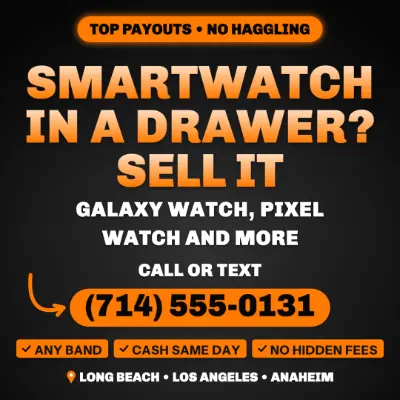 TOP PAYOUTS • NO HAGGLING
SMARTWATCH
IN A DRAWER?
SELL IT
GALAXY WATCH, PIXEL
WATCH AND MORE
CALL OR TEXT
(714) 555-0131
✓ ANY BAND ✓ CASH SAME DAY ✓ NO HIDDEN FEES
LONG BEACH • LOS ANGELES • ANAHEIM